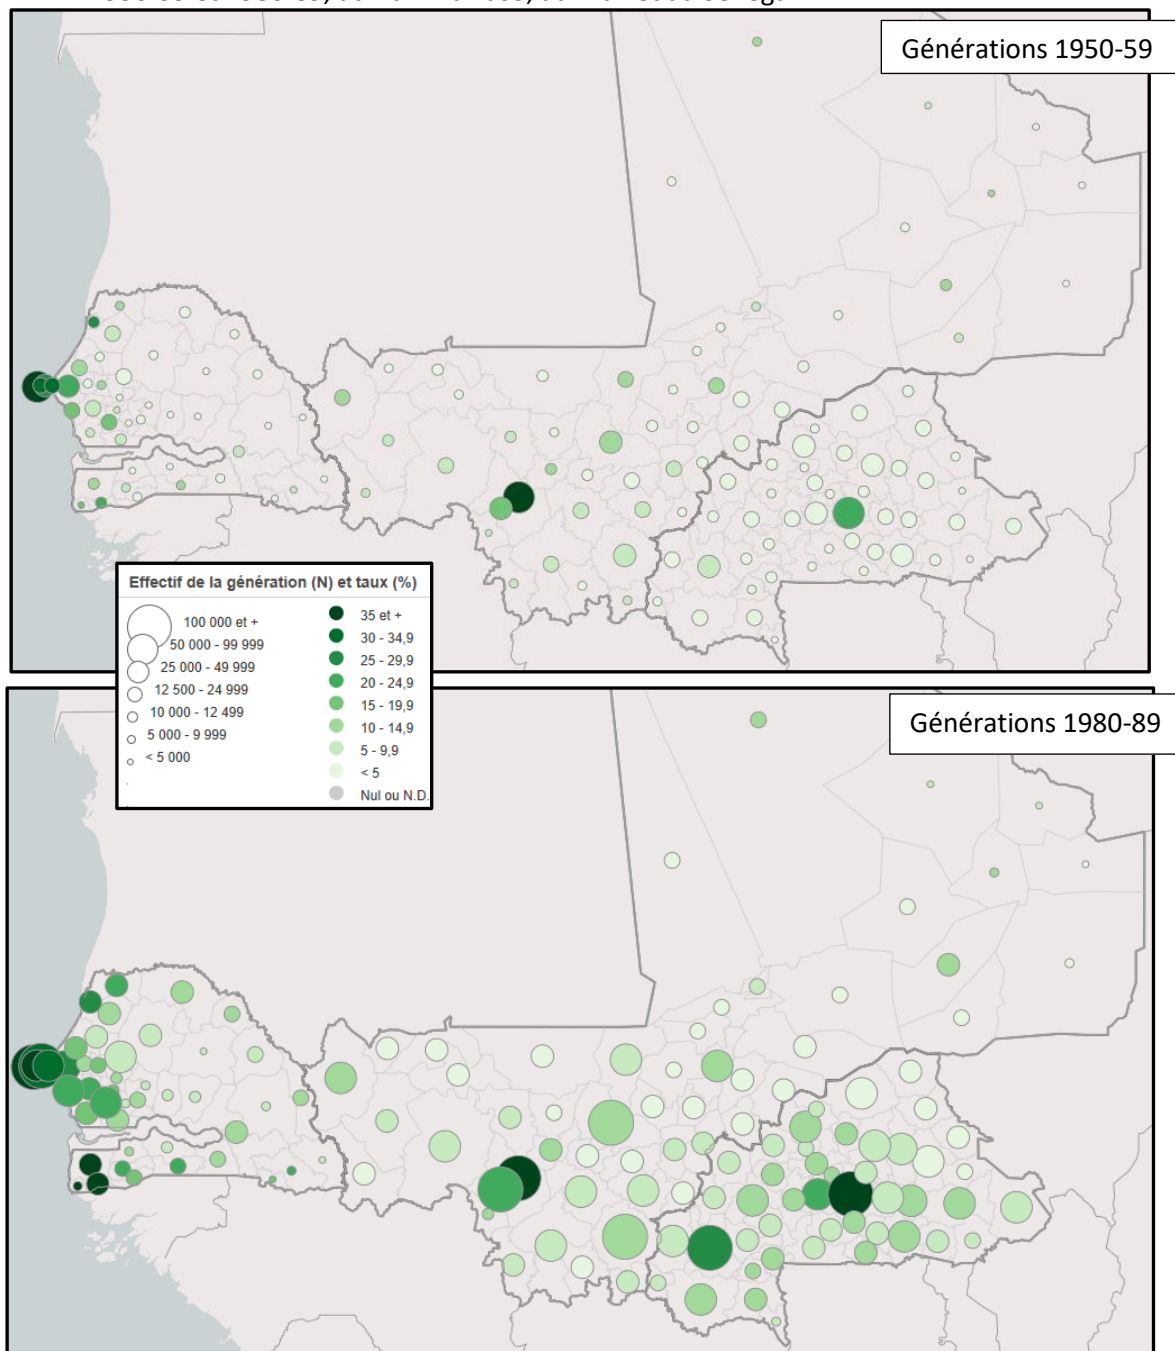 Générations 1950-59
Effectif de la génération (N) et taux (%)
100 000 et +
50 000 - 99 999
25 000 - 49 999
12 500 - 24 999
10 000 - 12 499
5 000 - 9 999
< 5 000
35 et +
30 - 34,9
25 - 29,9
20 - 24,9
15 - 19,9
10 - 14,9
5 - 9,9
< 5
Nul ou N.D.
Générations 1980-89